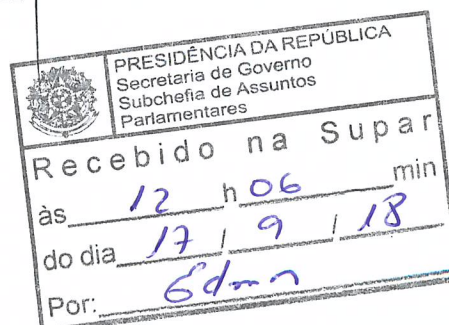 PRESIDÊNCIA DA REPÚBLICA
Secretaria de Governo
Subchefia de Assuntos
Parlamentares
Recebido na Supar
às 12 h 06 min
do dia 17 / 9 / 18
Por: